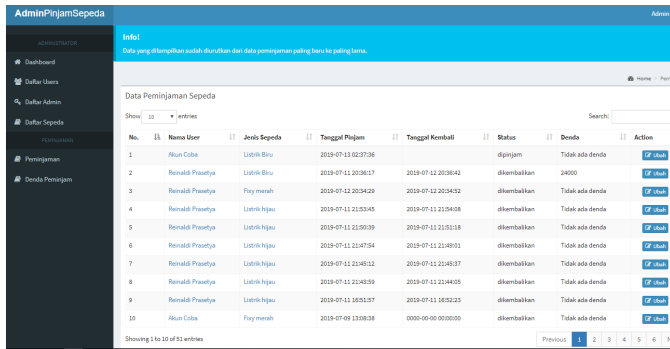 AdminPinjamSepeda
Admin
ADMINISTRATOR
Dashboard
Daftar Users
Daftar Admin
Daftar Sepeda
PEMINJAMAN
Peminjaman
Denda Peminjam
Info!
Data yang ditampilkan sudah diurutkan dari data peminjaman paling baru ke paling lama.
Home
Data Peminjaman Sepeda
Show 10 entries
Search:
No. Nama User Jenis Sepeda Tanggal Pinjam Tanggal Kembali Status Denda Action
1 Akun Coba Listrik Biru 2019-07-13 02:37:36 dipinjam Tidak ada denda Ubah
2 Reinaldi Prasetya Listrik Biru 2019-07-11 20:36:17 2019-07-12 20:38:42 dikembalikan 24000 Ubah
3 Reinaldi Prasetya Fixy merah 2019-07-12 20:34:29 2019-07-12 20:34:52 dikembalikan Tidak ada denda Ubah
4 Reinaldi Prasetya Listrik hijau 2019-07-11 21:53:45 2019-07-11 21:54:08 dikembalikan Tidak ada denda Ubah
5 Reinaldi Prasetya Listrik hijau 2019-07-11 21:50:39 2019-07-11 21:51:18 dikembalikan Tidak ada denda Ubah
6 Reinaldi Prasetya Listrik hijau 2019-07-11 21:47:54 2019-07-11 21:49:01 dikembalikan Tidak ada denda Ubah
7 Reinaldi Prasetya Listrik hijau 2019-07-11 21:45:12 2019-07-11 21:45:37 dikembalikan Tidak ada denda Ubah
8 Reinaldi Prasetya Listrik hijau 2019-07-11 21:43:59 2019-07-11 21:44:05 dikembalikan Tidak ada denda Ubah
9 Reinaldi Prasetya Listrik hijau 2019-07-11 16:51:57 2019-07-11 16:52:23 dikembalikan Tidak ada denda Ubah
10 Akun Coba Fixy merah 2019-07-09 13:08:38 0000-00-00 00:00:00 dikembalikan Tidak ada denda Ubah
Showing 1 to 10 of 51 entries
Previous 1 2 3 4 5 6